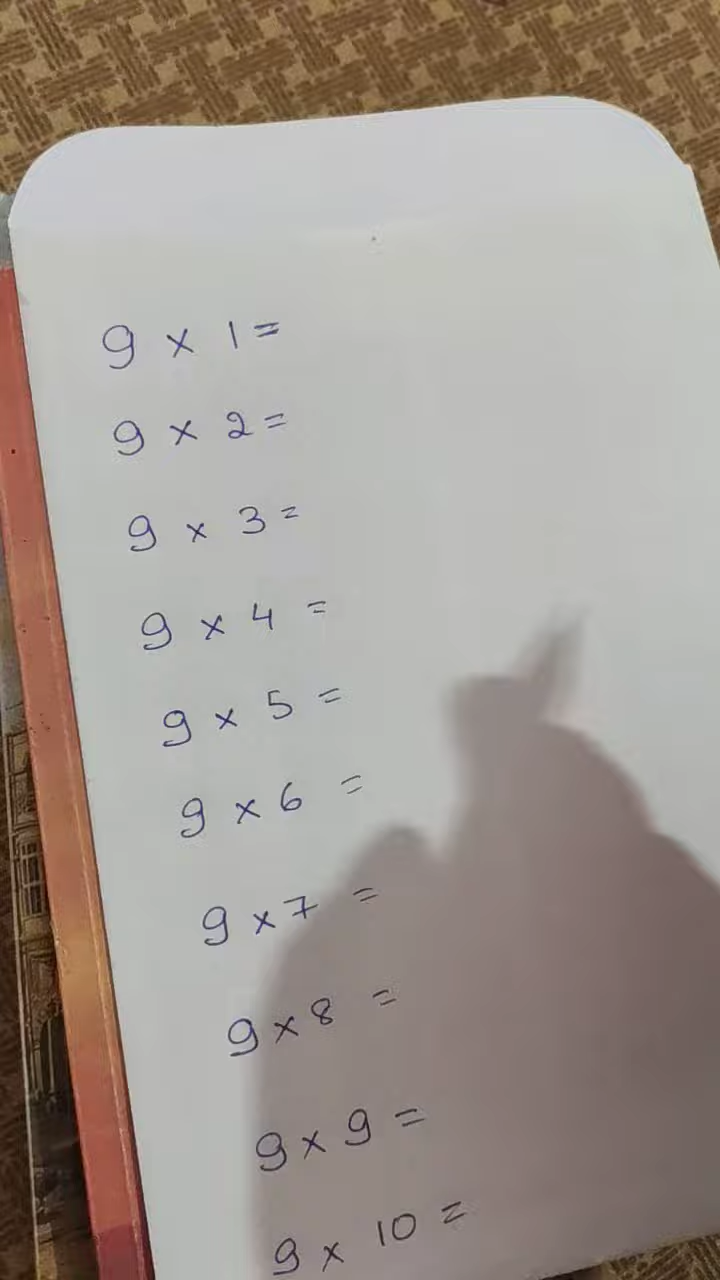 9 × 1 =
9 × 2 =
9 × 3 =
9 × 4 =
9 × 5 =
9 × 6 =
9 × 7 =
9 × 8 =
9 × 9 =
9 × 10 =